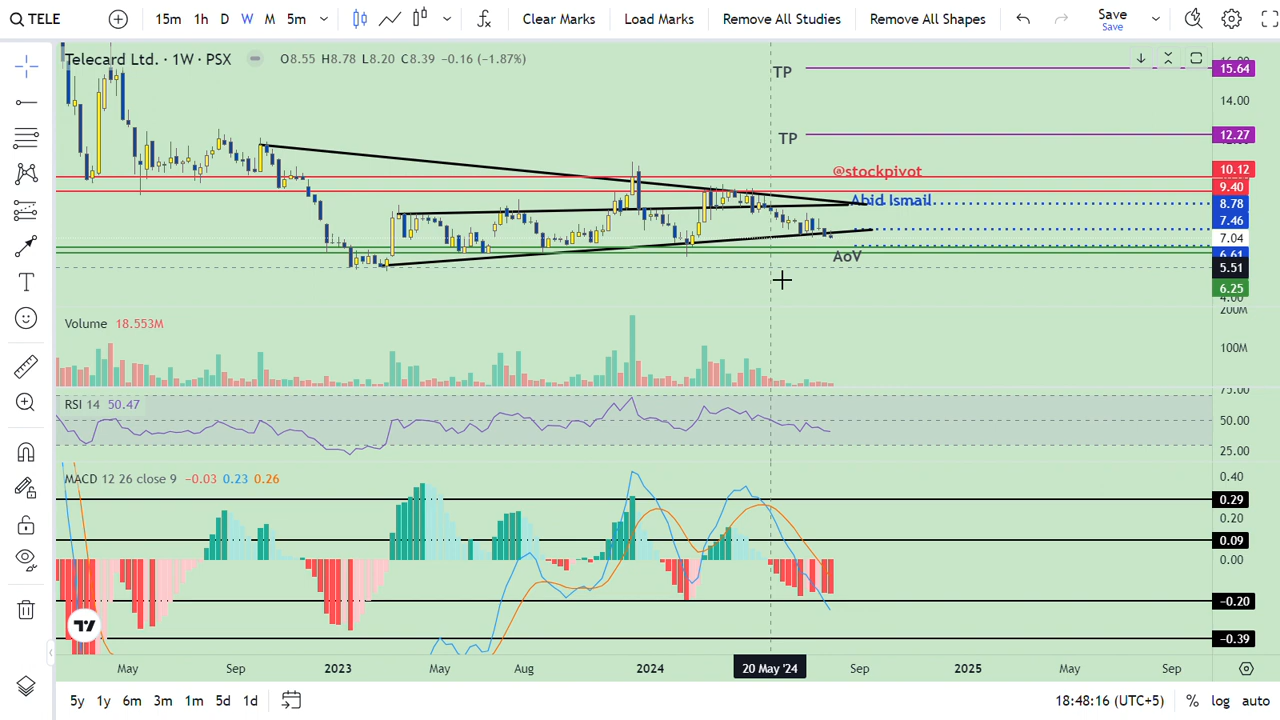 TELE 15m 1h D W M 5m Clear Marks Load Marks Remove All Studies Remove All Shapes Save
Save
Telecard Ltd. · 1W · PSX O8.55 H8.78 L8.20 C8.39 −0.16 (−1.87%)
TP
15.64
14.00
TP
12.27
@stockpivot
10.12
9.40
Abid Ismail
8.78
7.46
7.04
6.61
AoV
5.51
6.25
4.00
200M
Volume 18.553M
100M
75.00
RSI 14 50.47
50.00
25.00
MACD 12 26 close 9 −0.03 0.23 0.26
0.40
0.29
0.20
0.09
0.00
−0.20
−0.39
May Sep 2023 May Aug 2024 20 May '24 Sep 2025 May Sep
5y 1y 6m 3m 1m 5d 1d 18:48:16 (UTC+5) % log auto